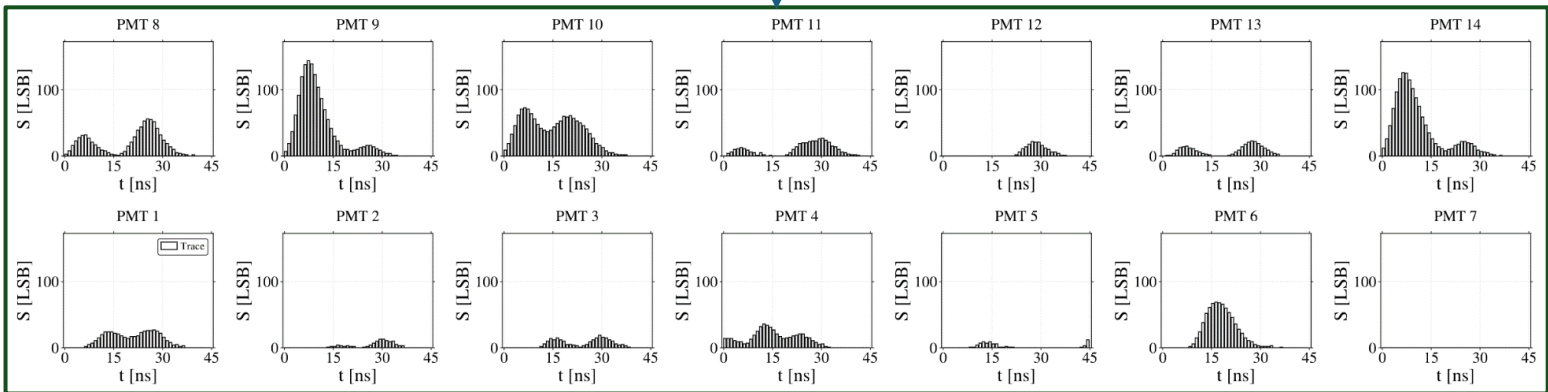 PMT 8 PMT 9 PMT 10 PMT 11 PMT 12 PMT 13 PMT 14
S [LSB] S [LSB] S [LSB] S [LSB] S [LSB] S [LSB] S [LSB]
100 100 100 100 100 100 100
0 0 0 0 0 0 0
0 15 30 45 0 15 30 45 0 15 30 45 0 15 30 45 0 15 30 45 0 15 30 45 0 15 30 45
t [ns] t [ns] t [ns] t [ns] t [ns] t [ns] t [ns]
PMT 1 PMT 2 PMT 3 PMT 4 PMT 5 PMT 6 PMT 7
Trace
S [LSB] S [LSB] S [LSB] S [LSB] S [LSB] S [LSB] S [LSB]
100 100 100 100 100 100 100
0 0 0 0 0 0 0
0 15 30 45 0 15 30 45 0 15 30 45 0 15 30 45 0 15 30 45 0 15 30 45 0 15 30 45
t [ns] t [ns] t [ns] t [ns] t [ns] t [ns] t [ns]